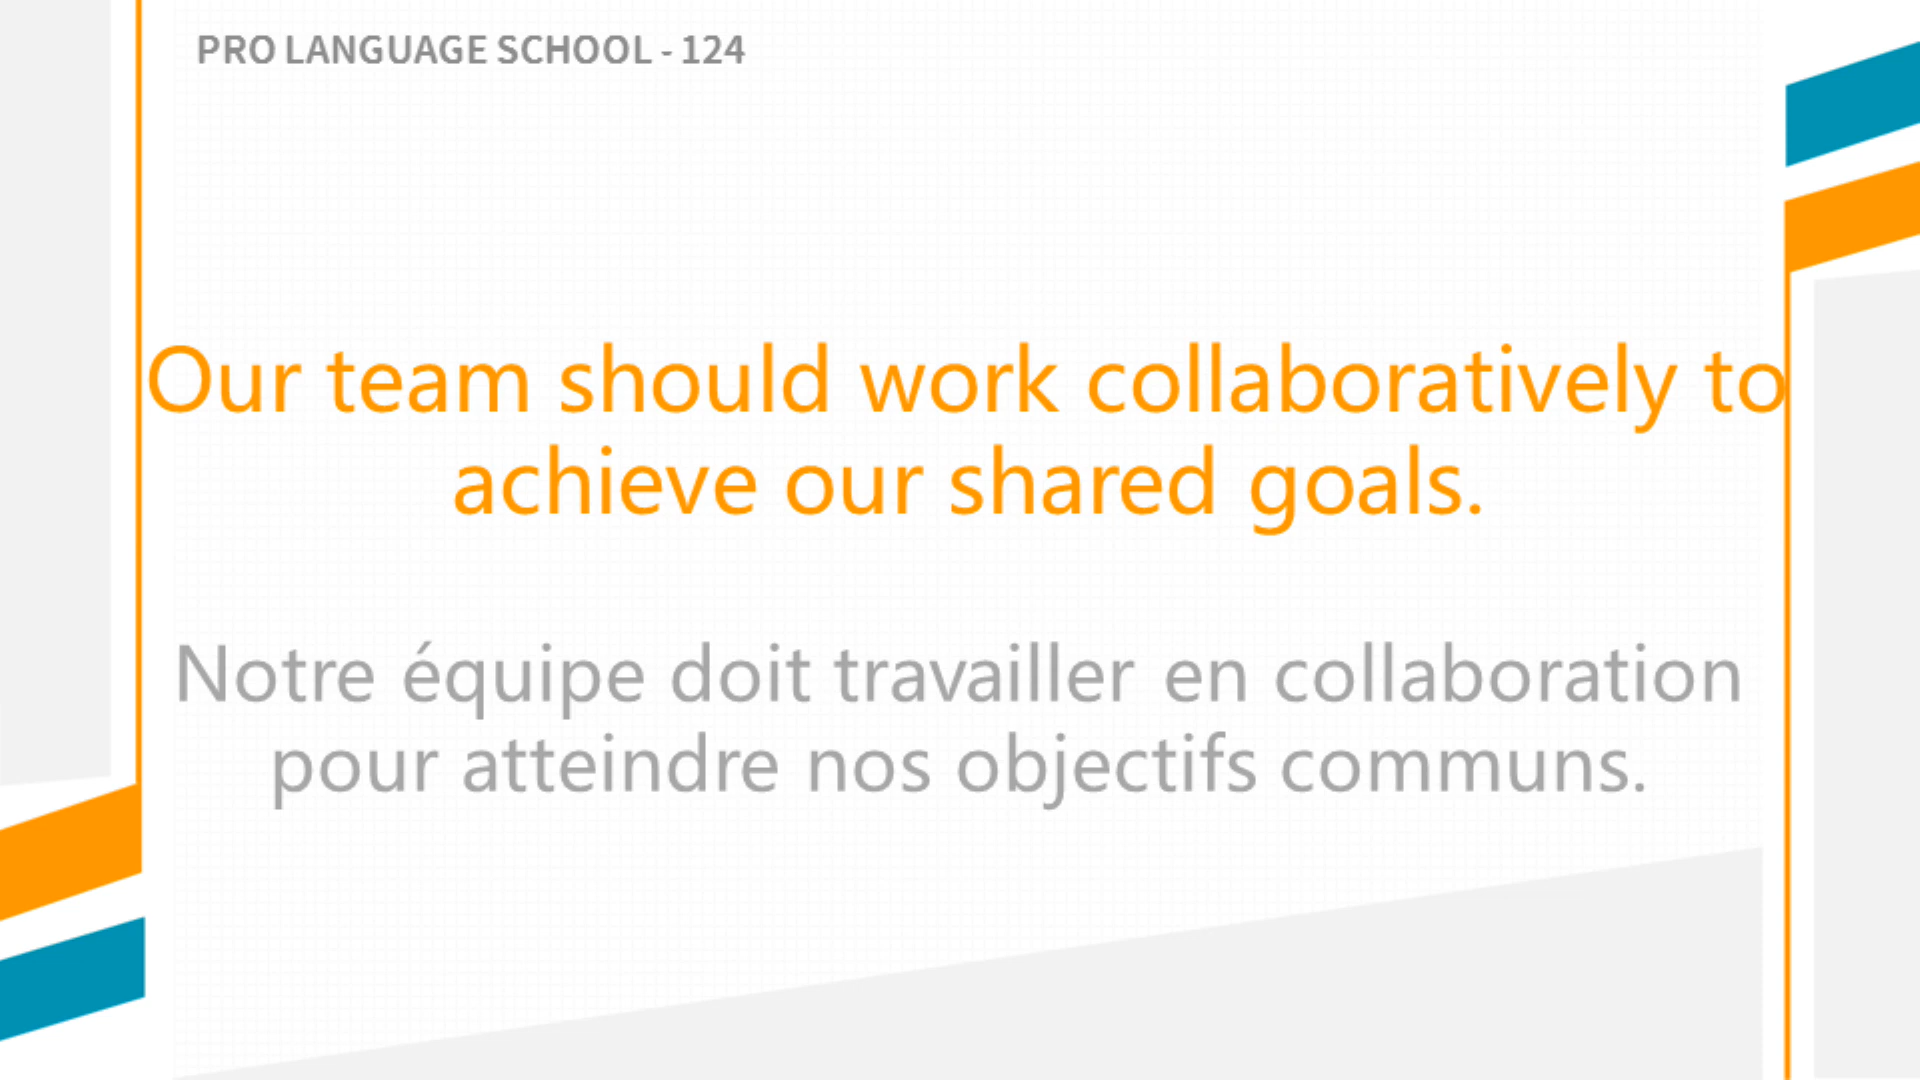 PRO LANGUAGE SCHOOL - 124
Our team should work collaboratively to
achieve our shared goals.
Notre équipe doit travailler en collaboration
pour atteindre nos objectifs communs.